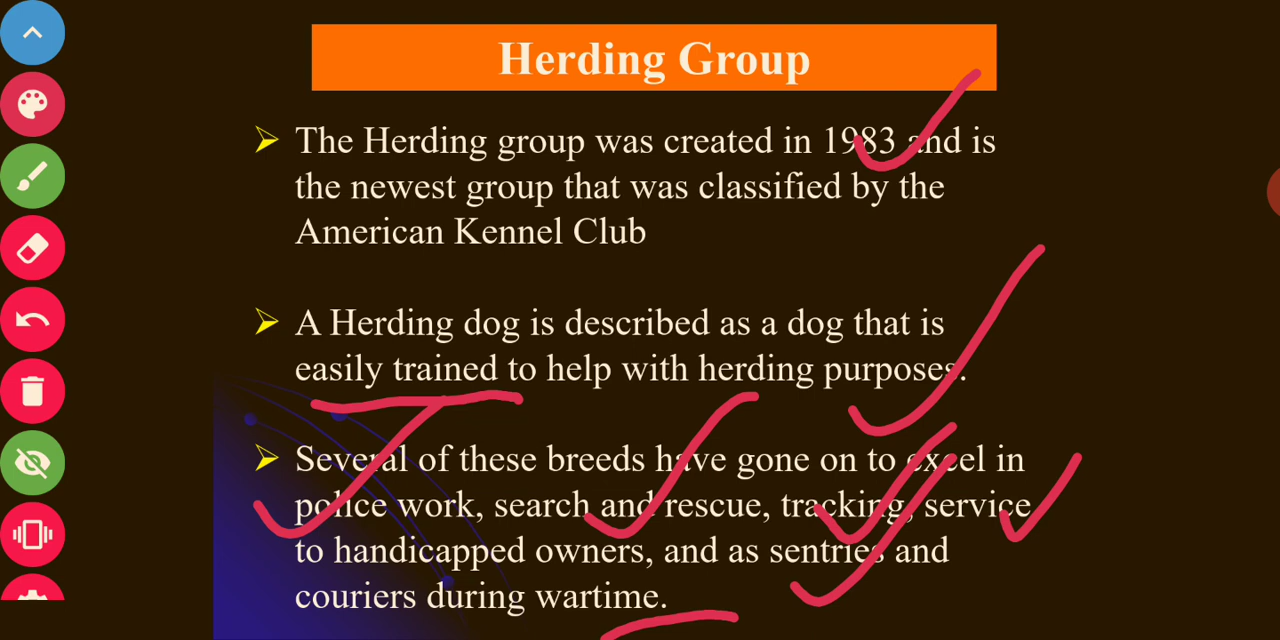 Herding Group
➢ The Herding group was created in 1983 and is
the newest group that was classified by the
American Kennel Club
➢ A Herding dog is described as a dog that is
easily trained to help with herding purposes.
➢ Several of these breeds have gone on to excel in
police work, search and rescue, tracking, service
to handicapped owners, and as sentries and
couriers during wartime.